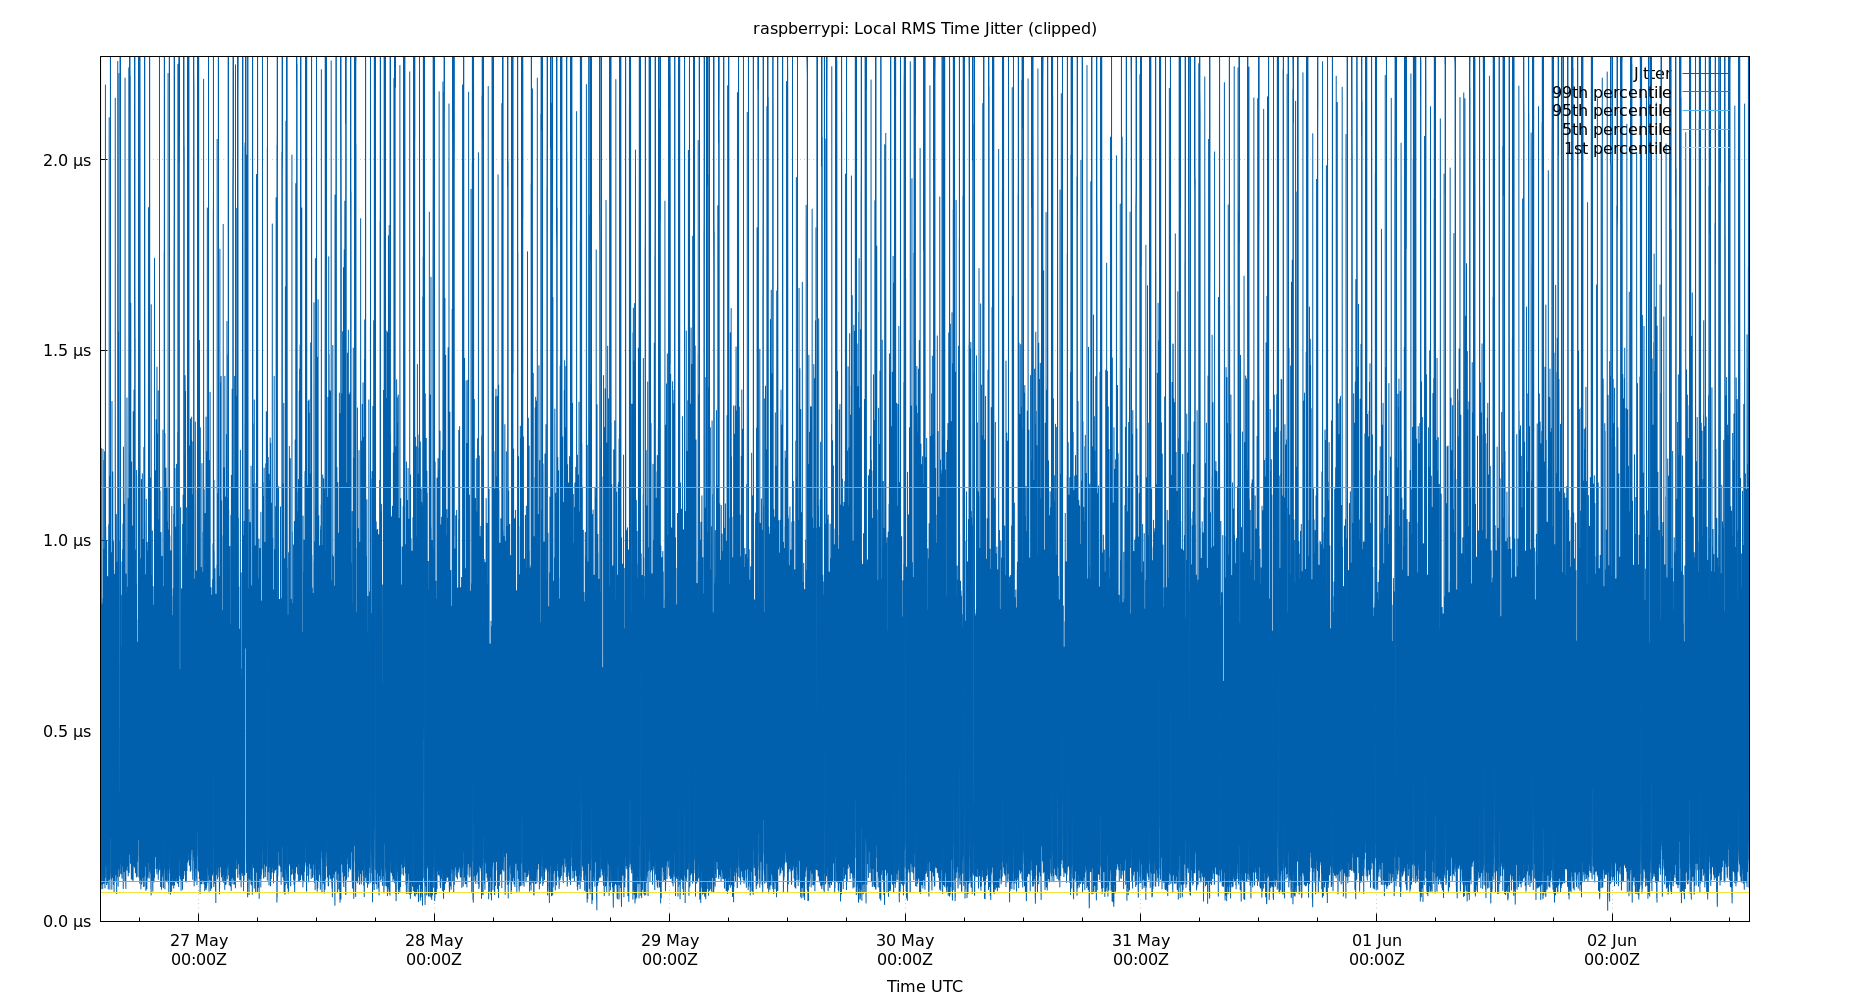 raspberrypi: Local RMS Time Jitter (clipped)
Jitter
99th percentile
95th percentile
5th percentile
1st percentile
2.0 µs
1.5 µs
1.0 µs
0.5 µs
0.0 µs
27 May 28 May 29 May 30 May 31 May 01 Jun 02 Jun
00:00Z 00:00Z 00:00Z 00:00Z 00:00Z 00:00Z 00:00Z
Time UTC